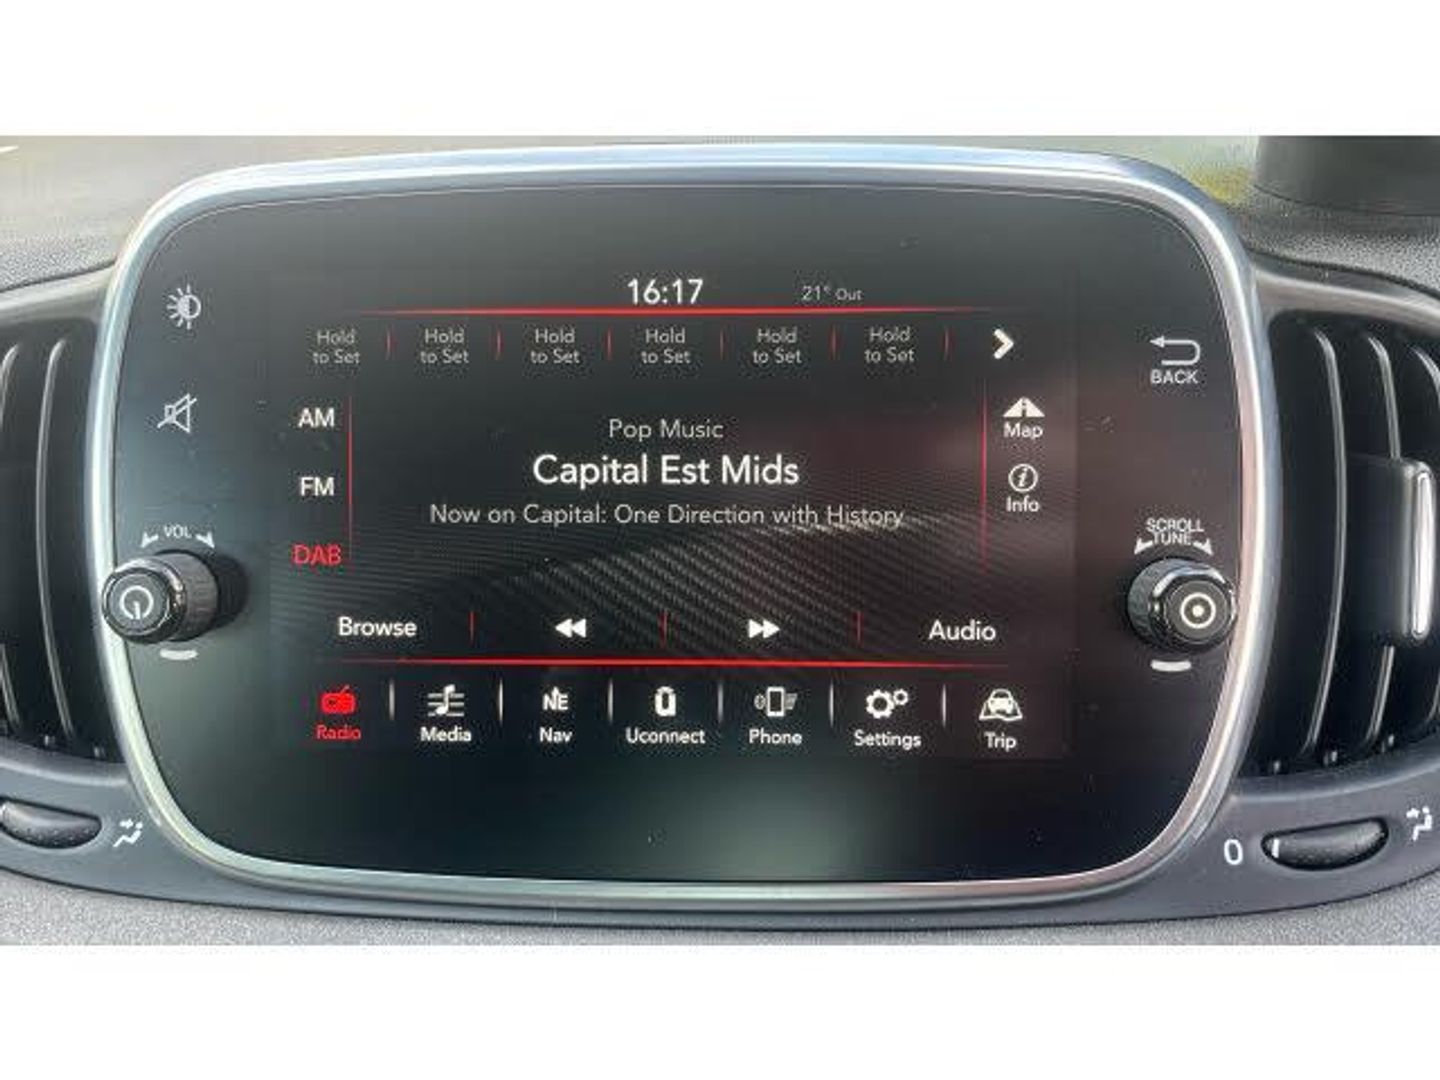 16:17
21° Out
Hold to Set
Hold to Set
Hold to Set
Hold to Set
Hold to Set
Hold to Set
BACK
AM
Pop Music
Map
Capital Est Mids
FM
Info
Now on Capital: One Direction with History
VOL
SCROLL
TUNE
DAB
Browse
Audio
NE
Radio
Media
Nav
Uconnect
Phone
Settings
Trip
0